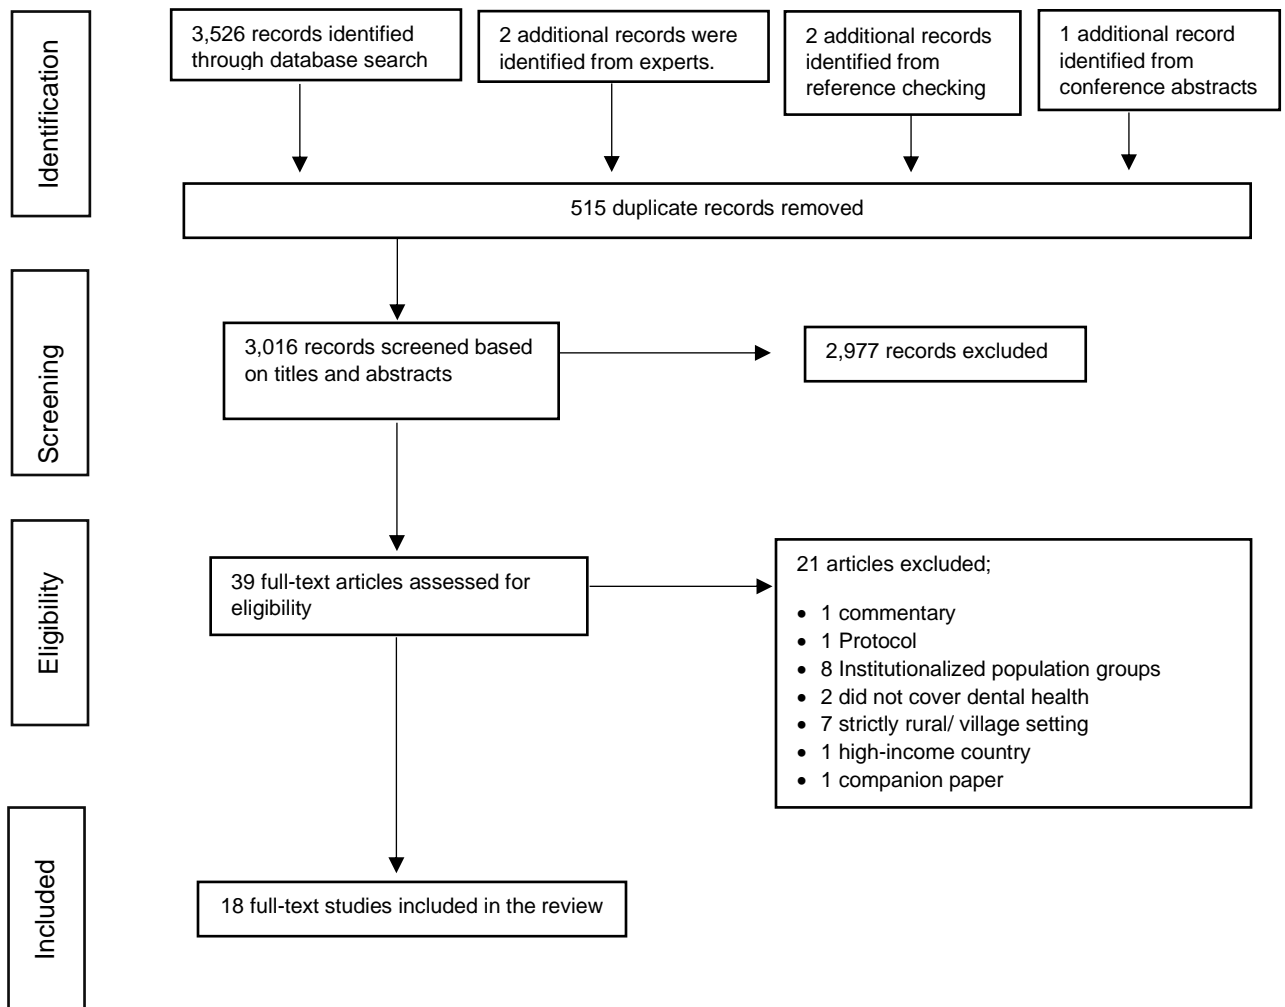 Identification
3,526 records identified
through database search
2 additional records were
identified from experts.
2 additional records
identified from
reference checking
1 additional record
identified from
conference abstracts
515 duplicate records removed
Screening
3,016 records screened based
on titles and abstracts
2,977 records excluded
Eligibility
39 full-text articles assessed for
eligibility
21 articles excluded;
• 1 commentary
• 1 Protocol
• 8 Institutionalized population groups
• 2 did not cover dental health
• 7 strictly rural/ village setting
• 1 high-income country
• 1 companion paper
Included
18 full-text studies included in the review